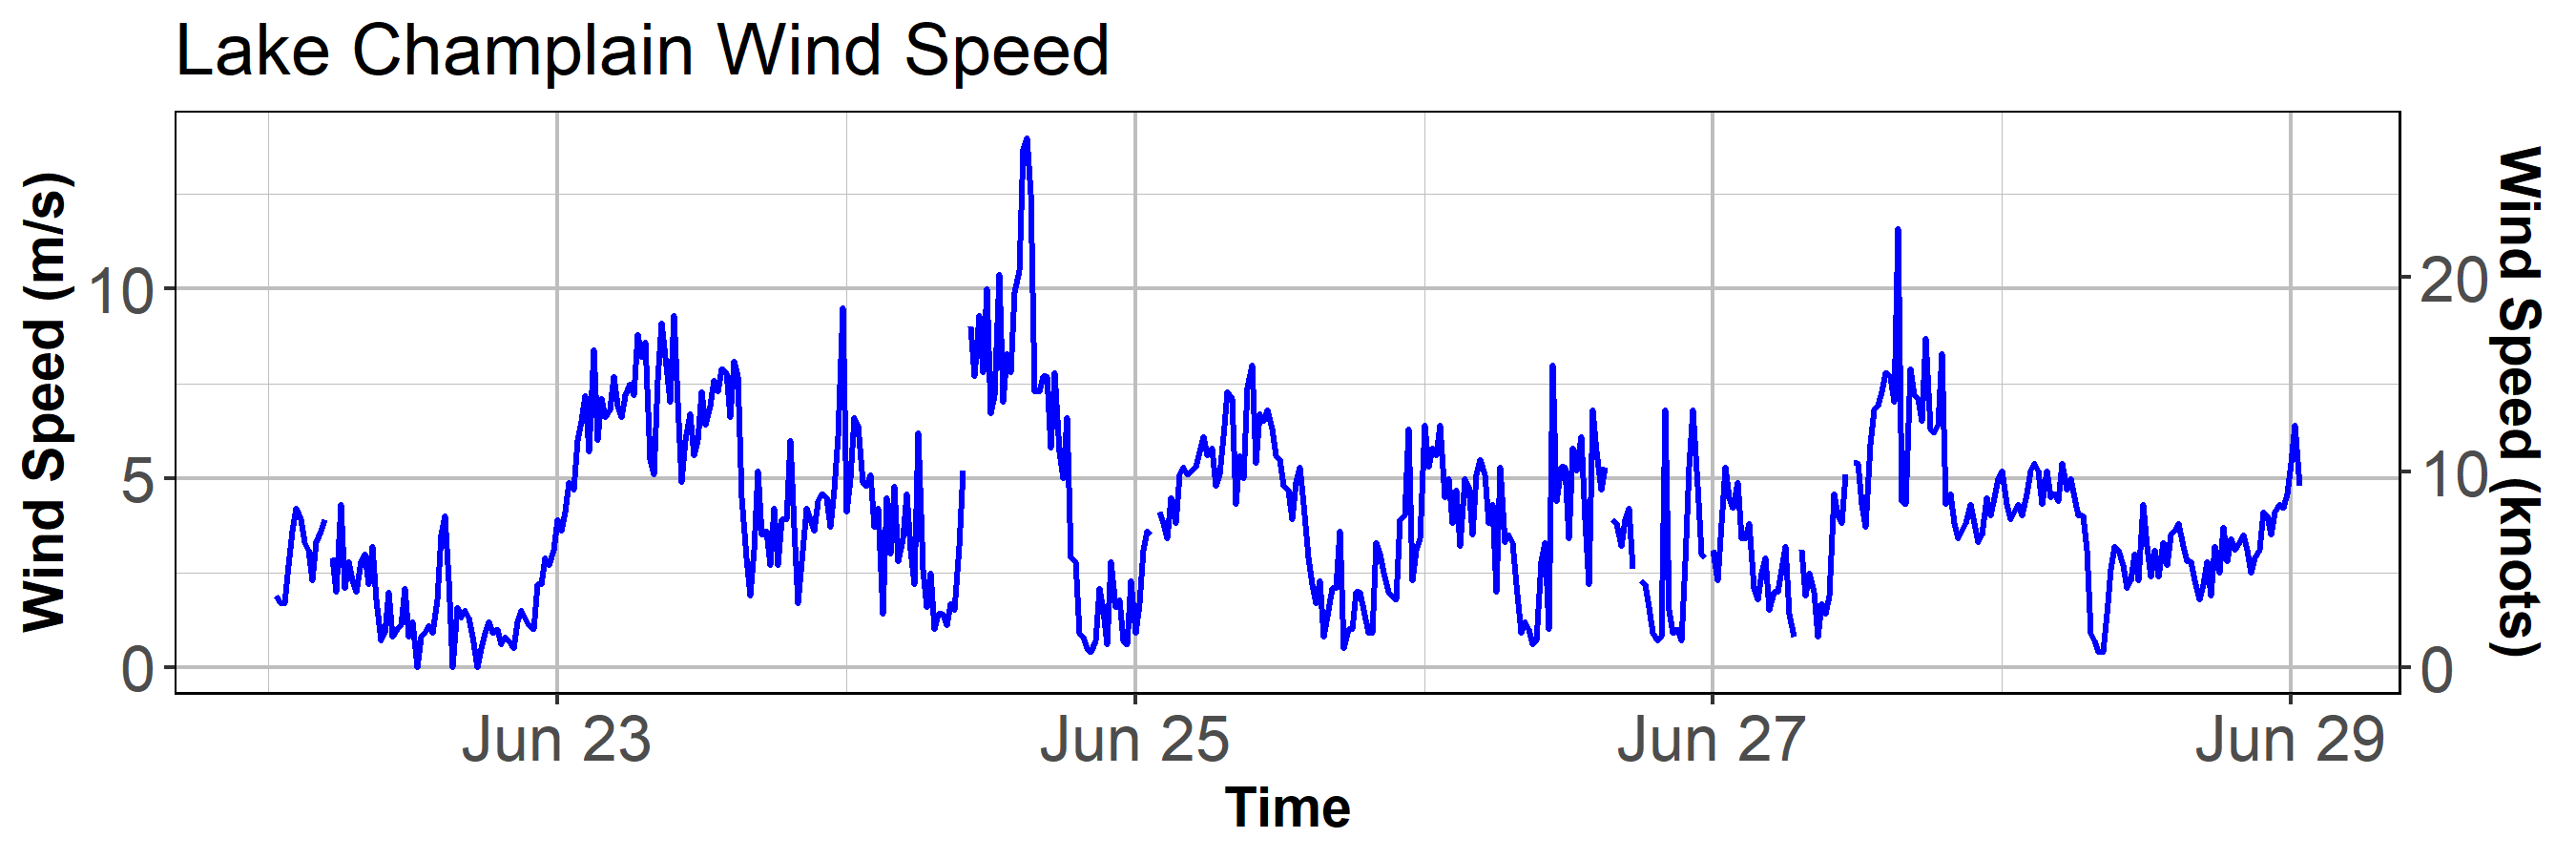 Lake Champlain Wind Speed
Wind Speed (m/s)
10
5
0
20
10
0
Wind Speed (knots)
Jun 23
Jun 25
Jun 27
Jun 29
Time